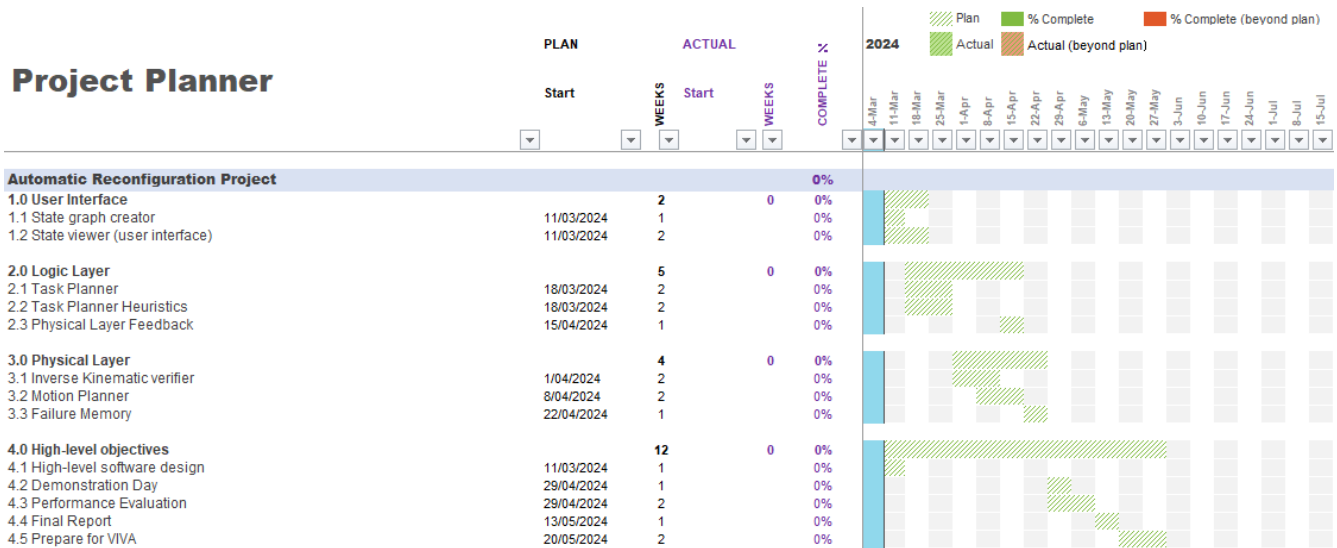 Plan % Complete % Complete (beyond plan)
PLAN ACTUAL 2024 Actual Actual (beyond plan)
Project Planner
Start WEEKS Start WEEKS COMPLETE %
4-Mar 11-Mar 18-Mar 25-Mar 1-Apr 8-Apr 15-Apr 22-Apr 29-Apr 6-May 13-May 20-May 27-May 3-Jun 10-Jun 17-Jun 24-Jun 1-Jul 8-Jul 15-Jul
Automatic Reconfiguration Project 0%
1.0 User Interface 2 0 0%
1.1 State graph creator 11/03/2024 1 0%
1.2 State viewer (user interface) 11/03/2024 2 0%
2.0 Logic Layer 5 0 0%
2.1 Task Planner 18/03/2024 2 0%
2.2 Task Planner Heuristics 18/03/2024 2 0%
2.3 Physical Layer Feedback 15/04/2024 1 0%
3.0 Physical Layer 4 0 0%
3.1 Inverse Kinematic verifier 1/04/2024 2 0%
3.2 Motion Planner 8/04/2024 2 0%
3.3 Failure Memory 22/04/2024 1 0%
4.0 High-level objectives 12 0 0%
4.1 High-level software design 11/03/2024 1 0%
4.2 Demonstration Day 29/04/2024 1 0%
4.3 Performance Evaluation 29/04/2024 2 0%
4.4 Final Report 13/05/2024 1 0%
4.5 Prepare for VIVA 20/05/2024 2 0%